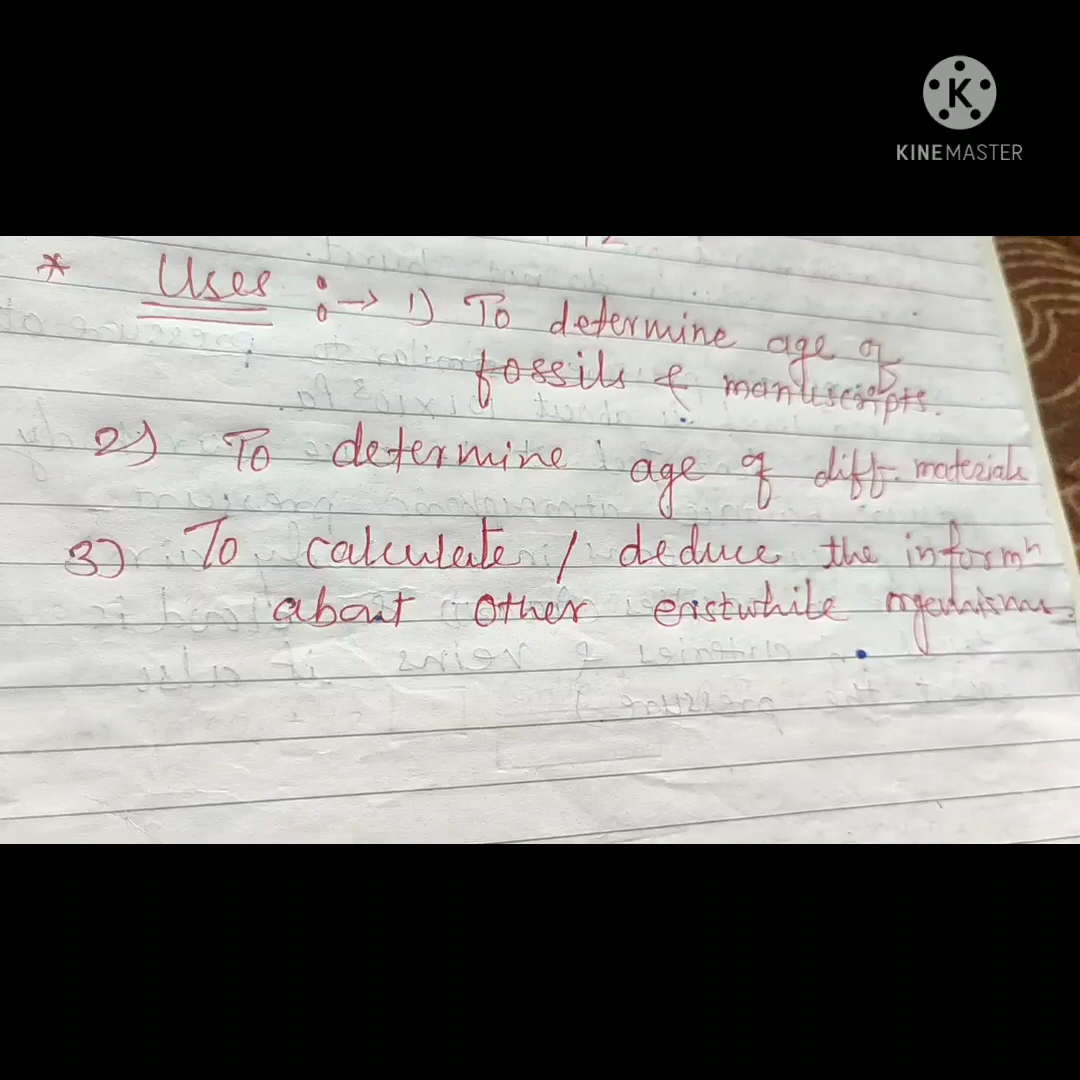 K
KINEMASTER
* Uses :→ 1) To determine age of
fossils & manuscripts.
2) To determine age of diff. materials
3) To calculate / deduce the informⁿ
about other erstwhile organisms.